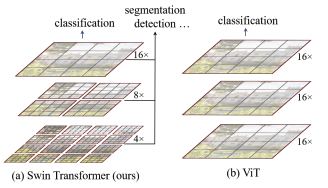 segmentation
classification detection ... classification
16× 16×
8× 16×
4× 16×
(a) Swin Transformer (ours) (b) ViT